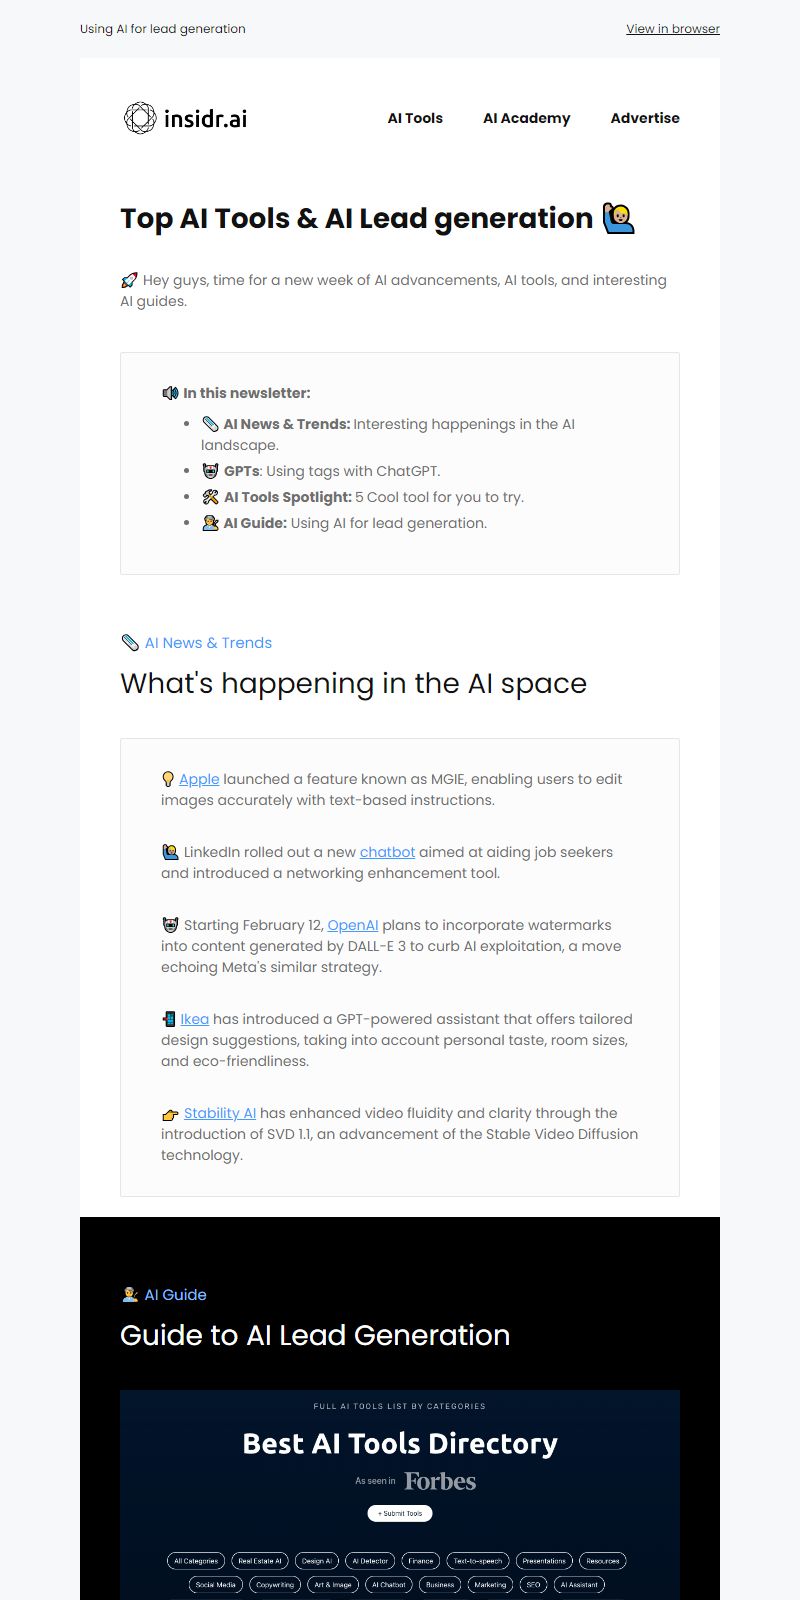 Using AI for lead generation
View in browser
insidr.ai
AI Tools
AI Academy
Advertise
Top AI Tools & AI Lead generation 🙋
🚀 Hey guys, time for a new week of AI advancements, AI tools, and interesting
AI guides.
🔊 In this newsletter:
• 📎 AI News & Trends: Interesting happenings in the AI
landscape.
• 🤖 GPTs: Using tags with ChatGPT.
• 🛠 AI Tools Spotlight: 5 Cool tool for you to try.
• 👨‍🎓 AI Guide: Using AI for lead generation.
📎 AI News & Trends
What's happening in the AI space
💡 Apple launched a feature known as MGIE, enabling users to edit
images accurately with text-based instructions.
🙋 LinkedIn rolled out a new chatbot aimed at aiding job seekers
and introduced a networking enhancement tool.
🤖 Starting February 12, OpenAI plans to incorporate watermarks
into content generated by DALL-E 3 to curb AI exploitation, a move
echoing Meta's similar strategy.
📲 Ikea has introduced a GPT-powered assistant that offers tailored
design suggestions, taking into account personal taste, room sizes,
and eco-friendliness.
👉 Stability AI has enhanced video fluidity and clarity through the
introduction of SVD 1.1, an advancement of the Stable Video Diffusion
technology.
👨‍🎓 AI Guide
Guide to AI Lead Generation
FULL AI TOOLS LIST BY CATEGORIES
Best AI Tools Directory
As seen in Forbes
+ Submit Tools
All Categories
Real Estate AI
Design AI
AI Detector
Finance
Text-to-speech
Presentations
Resources
Social Media
Copywriting
Art & Image
AI Chatbot
Business
Marketing
SEO
AI Assistant